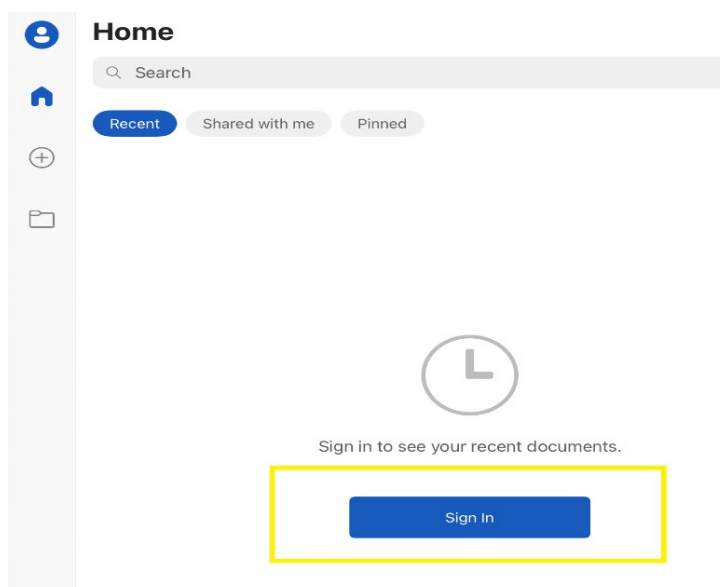 Home
Search
Recent Shared with me Pinned
Sign in to see your recent documents.
Sign In